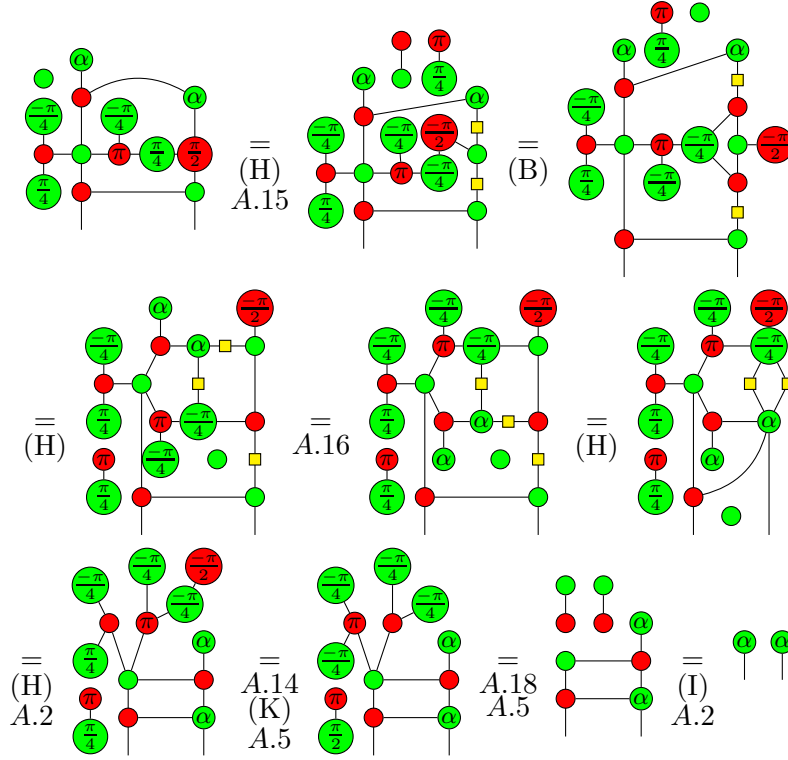 α
α
-π/4 -π/4
π π/4 π/2
π/4
=
(H)
A.15
π
π/4
α α
-π/4 -π/4 -π/2
π -π/4
π/4
=
(B)
π
π/4
α α
-π/4
π -π/4 -π/2
π/4 -π/4
=
(H)
α -π/2
-π/4 α
π/4 π -π/4
π -π/4
π/4
=
A.16
-π/4 -π/2
-π/4 π -π/4
π/4 α
π α
π/4
=
(H)
-π/4 -π/2
-π/4 π -π/4
π/4 α
π α
π/4
=
(H)
A.2
-π/4 -π/2
-π/4 -π/4
π
α
π/4
π
π/4 α
=
A.14
(K)
A.5
-π/4
-π/4 -π/4
π
α
-π/4
π
π/2 α
=
A.18
A.5
α
α
=
(I)
A.2
α α